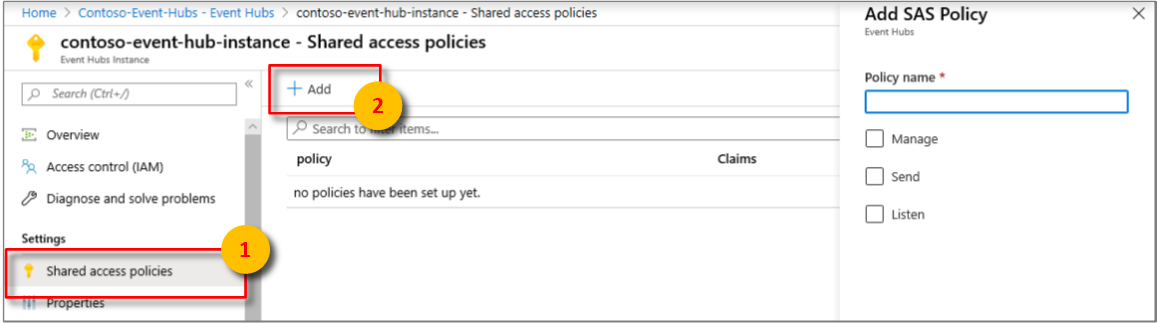 Home > Contoso-Event-Hubs - Event Hubs > contoso-event-hub-instance - Shared access policies
contoso-event-hub-instance - Shared access policies
Event Hubs Instance
Search (Ctrl+/)
«
Overview
Access control (IAM)
Diagnose and solve problems
Settings
1
Shared access policies
Properties
+ Add
2
Search to filter items...
policy Claims
no policies have been set up yet.
Add SAS Policy
Event Hubs
Policy name *
Manage
Send
Listen